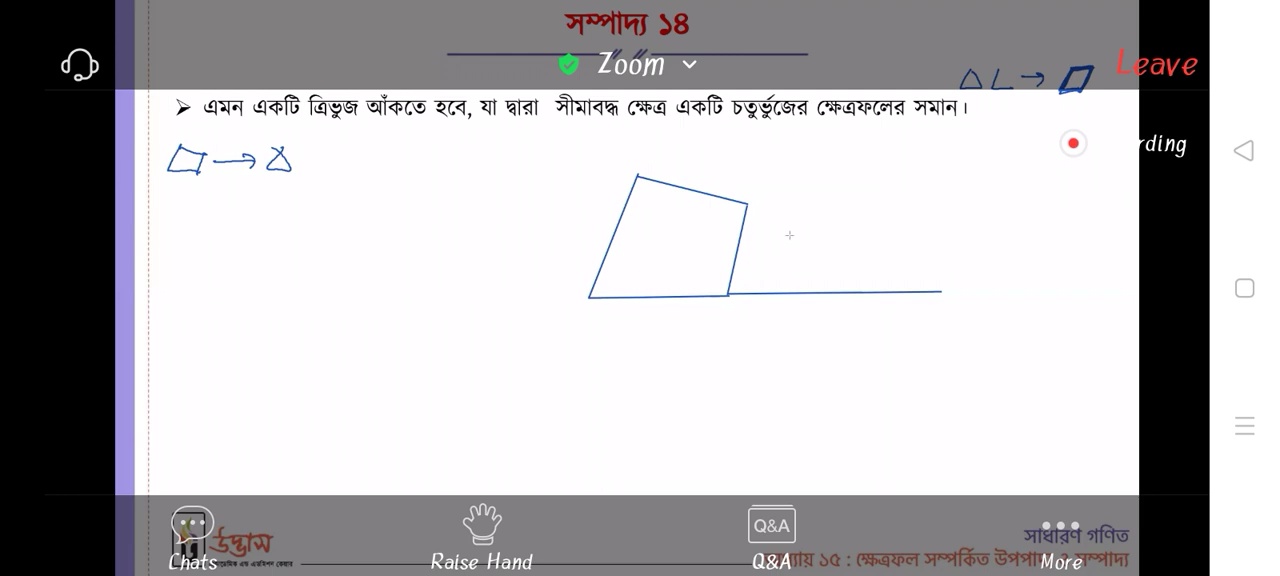 সম্পাদ্য ১৪
Zoom
Leave
➤ এমন একটি ত্রিভুজ আঁকতে হবে, যা দ্বারা সীমাবদ্ধ ক্ষেত্র একটি চতুর্ভুজের ক্ষেত্রফলের সমান।
rding
উদ্ভাস
Chats
Raise Hand
Q&A
Q&A
More
সাধারণ গণিত
১৫ : ক্ষেত্রফল সম্পর্কিত উপপাদ্য ও সম্পাদ্য